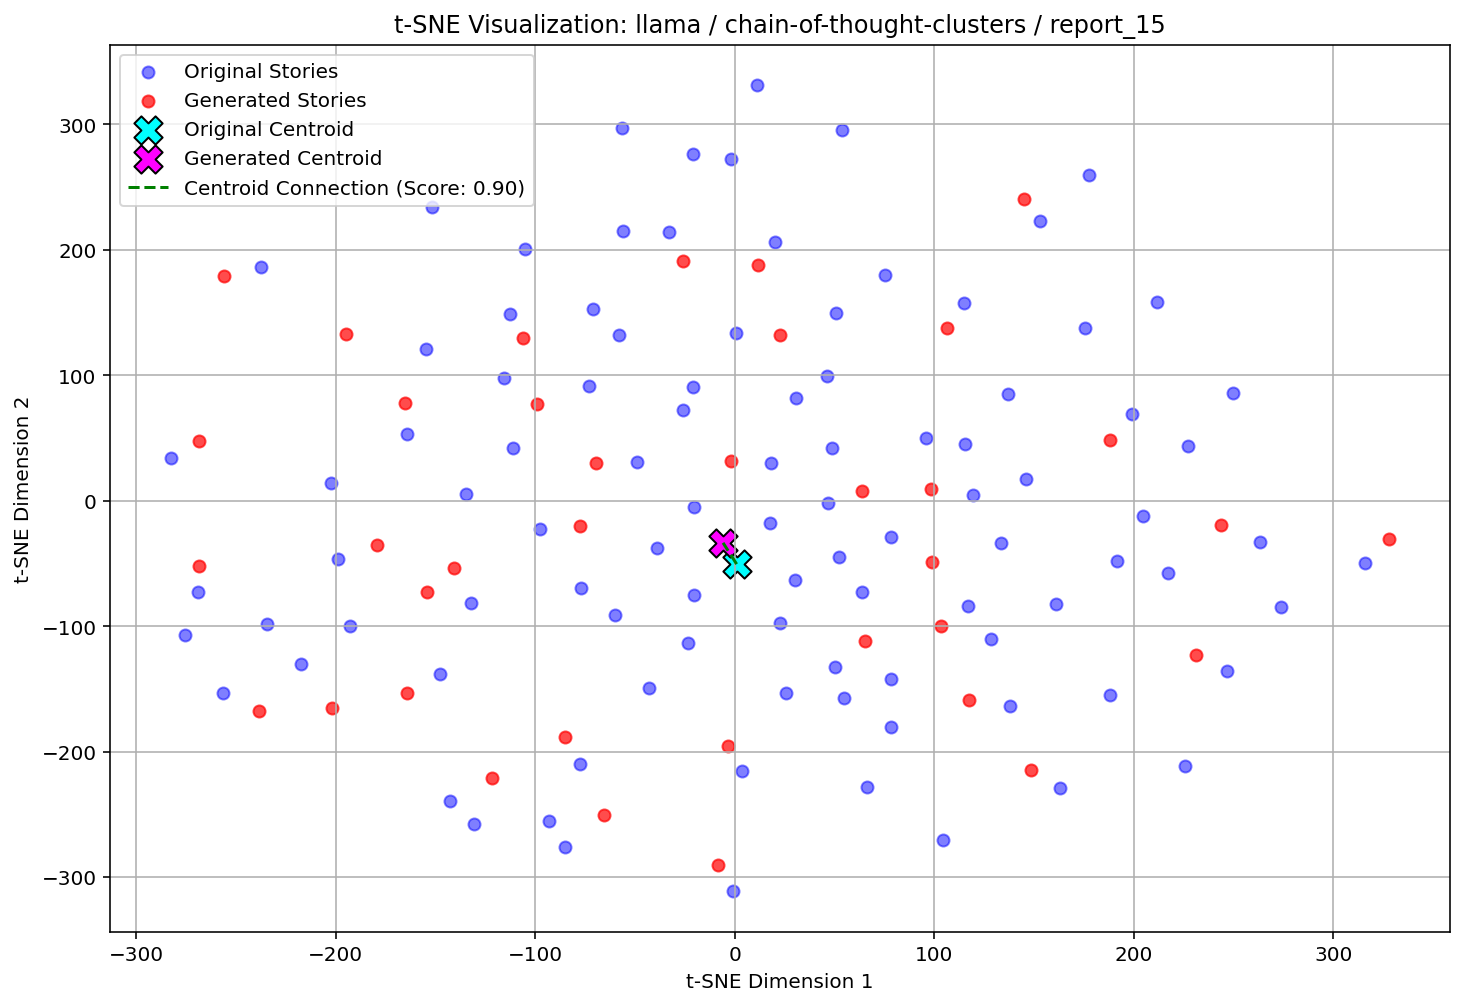 t-SNE Visualization: llama / chain-of-thought-clusters / report_15
Original Stories
Generated Stories
Original Centroid
Generated Centroid
Centroid Connection (Score: 0.90)
t-SNE Dimension 2
300
200
100
0
−100
−200
−300
−300
−200
−100
0
100
200
300
t-SNE Dimension 1